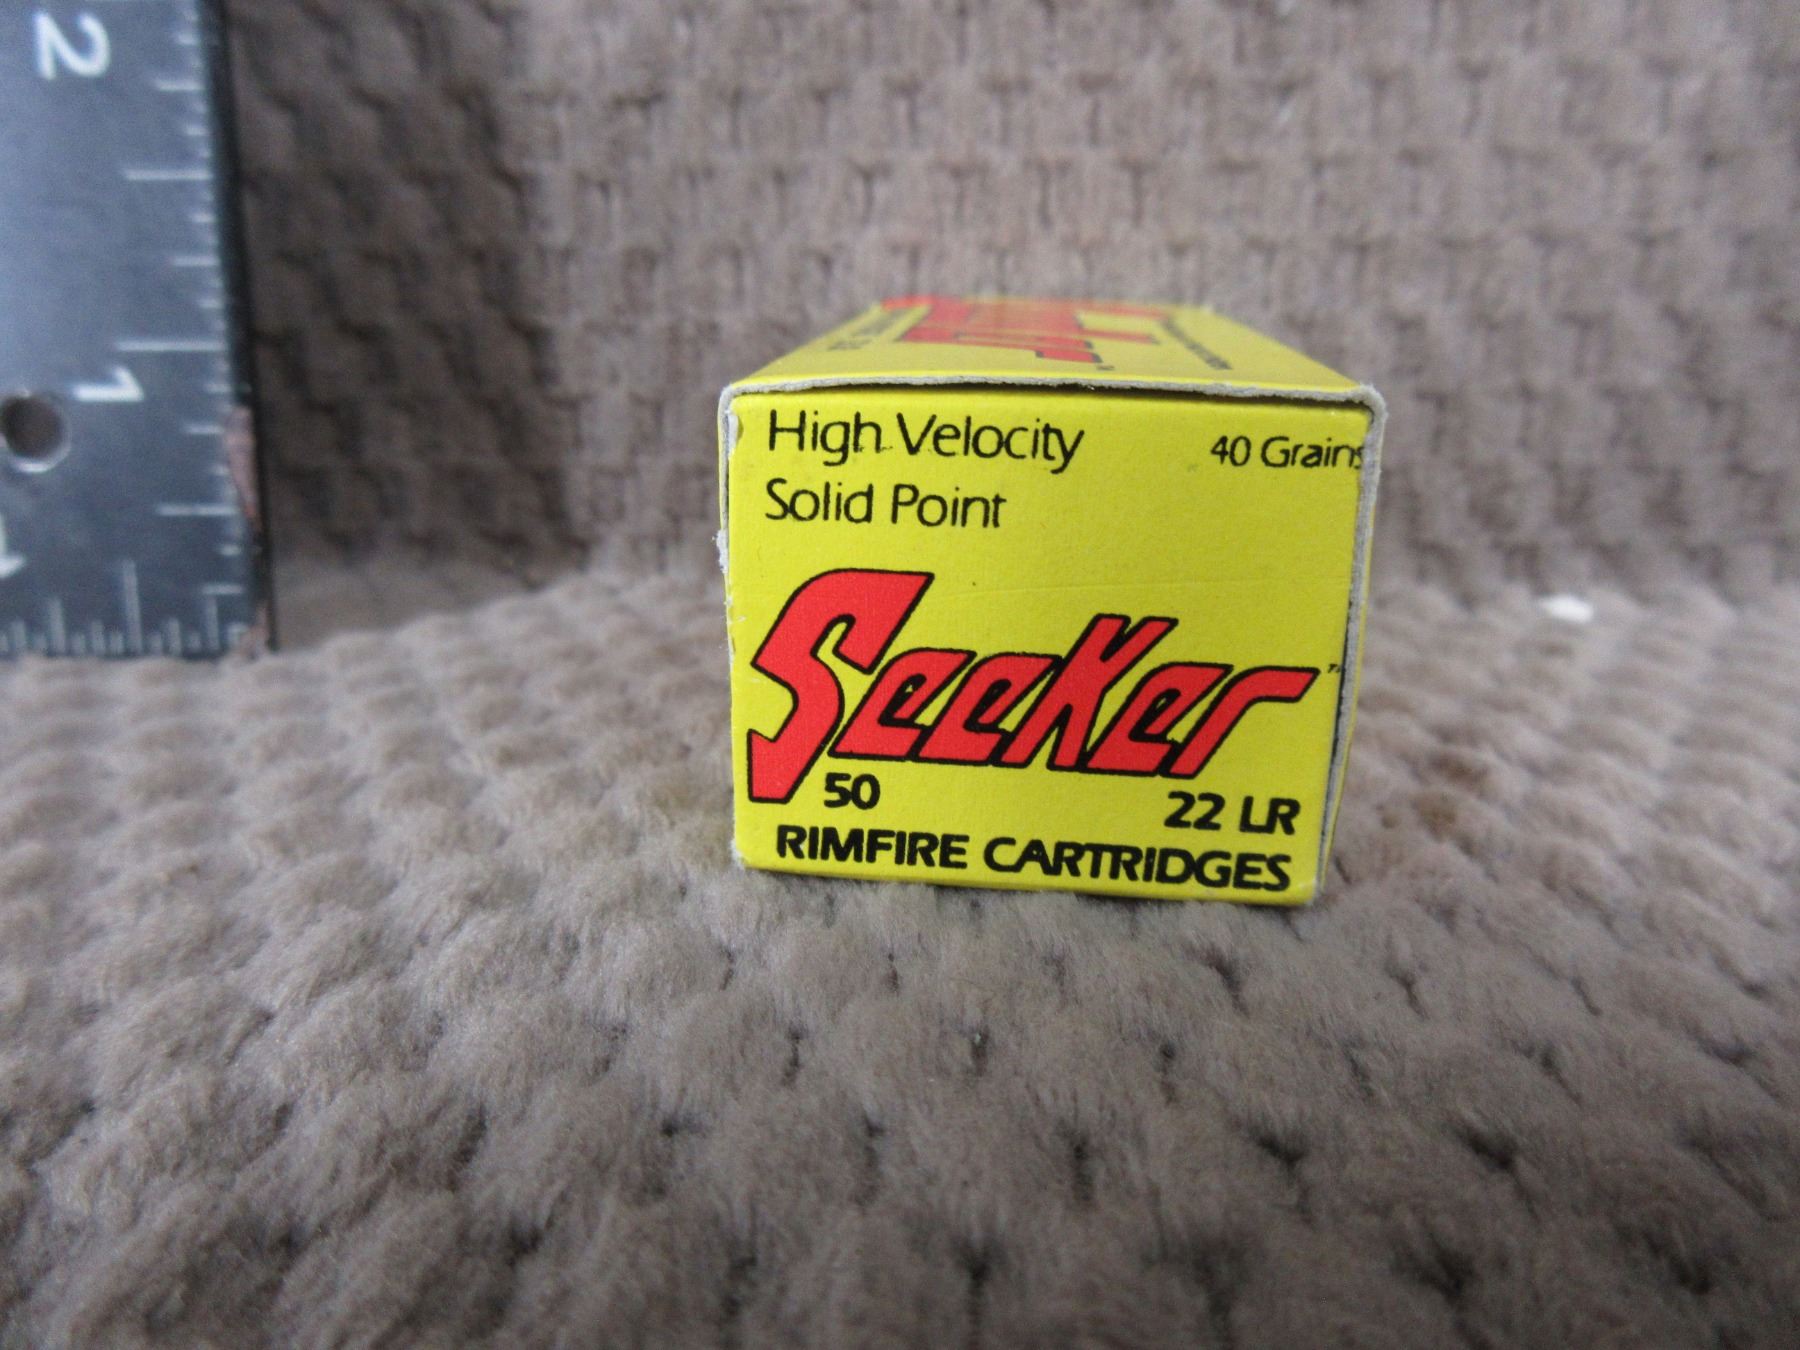 2
1
High Velocity
40 Grains
Solid Point
Seeker
50
22 LR
RIMFIRE CARTRIDGES